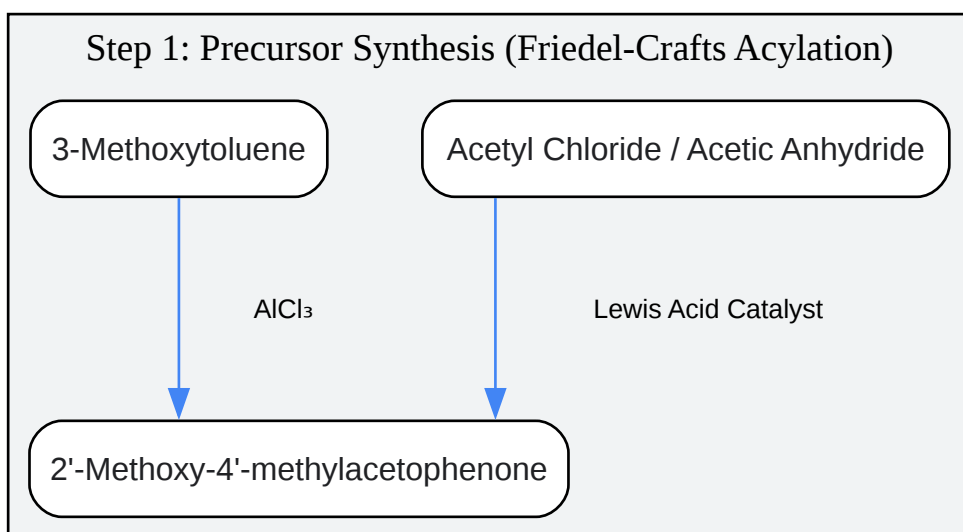 Step 1: Precursor Synthesis (Friedel-Crafts Acylation)
3-Methoxytoluene
Acetyl Chloride / Acetic Anhydride
AlCl₃
Lewis Acid Catalyst
2'-Methoxy-4'-methylacetophenone